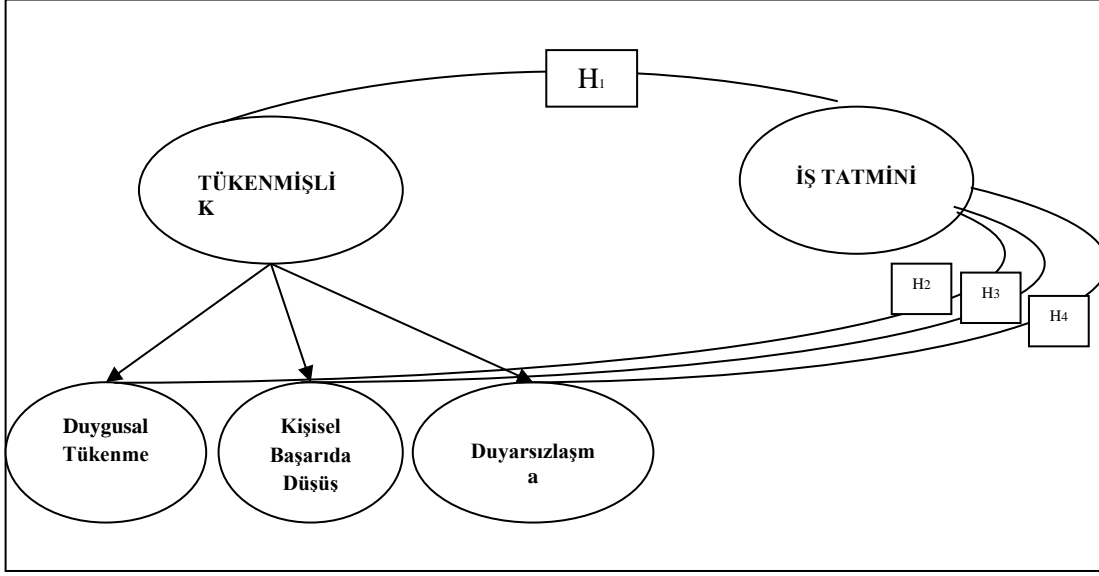 H1
TÜKENMİŞLİ
K
İŞ TATMİNİ
H2
H3
H4
Duygusal
Tükenme
Kişisel
Başarıda
Düşüş
Duyarsızlaşm
a